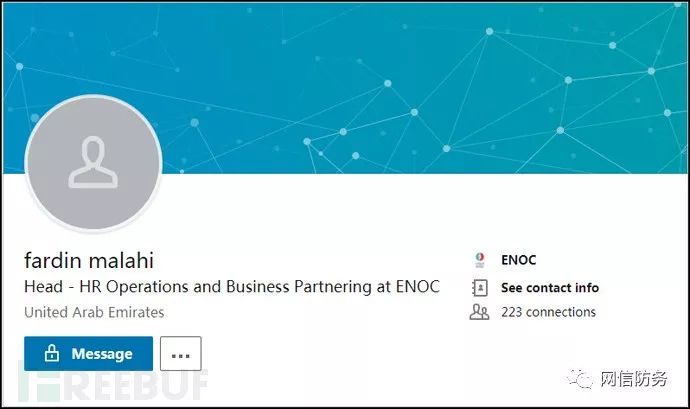 fardin malahi
Head - HR Operations and Business Partnering at ENOC
United Arab Emirates
Message
...
ENOC
See contact info
223 connections
FREEBUF
网信防务